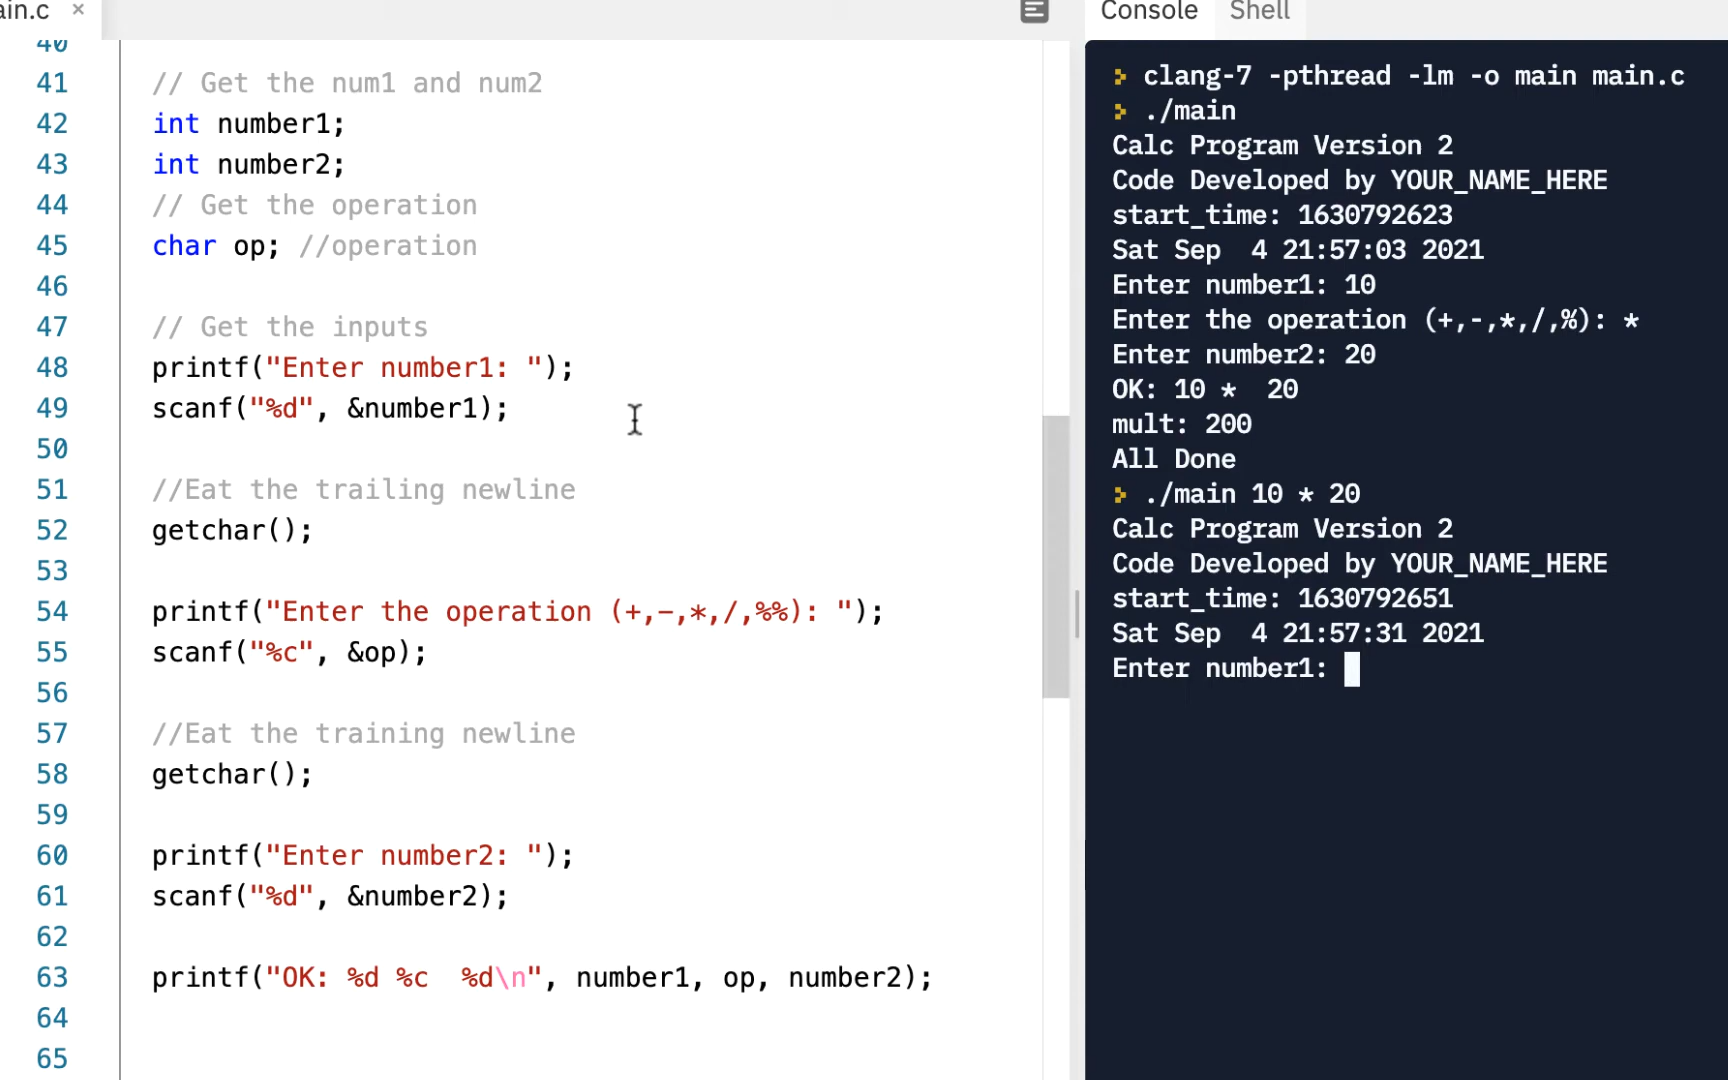 ain.c ×
Console Shell
40
41 // Get the num1 and num2
42 int number1;
43 int number2;
44 // Get the operation
45 char op; //operation
46
47 // Get the inputs
48 printf("Enter number1: ");
49 scanf("%d", &number1);
50
51 //Eat the trailing newline
52 getchar();
53
54 printf("Enter the operation (+,-,*,/,%%): ");
55 scanf("%c", &op);
56
57 //Eat the training newline
58 getchar();
59
60 printf("Enter number2: ");
61 scanf("%d", &number2);
62
63 printf("OK: %d %c  %d\n", number1, op, number2);
64
65
clang-7 -pthread -lm -o main main.c
./main
Calc Program Version 2
Code Developed by YOUR_NAME_HERE
start_time: 1630792623
Sat Sep  4 21:57:03 2021
Enter number1: 10
Enter the operation (+,-,*,/,%): *
Enter number2: 20
OK: 10 *  20
mult: 200
All Done
./main 10 * 20
Calc Program Version 2
Code Developed by YOUR_NAME_HERE
start_time: 1630792651
Sat Sep  4 21:57:31 2021
Enter number1: